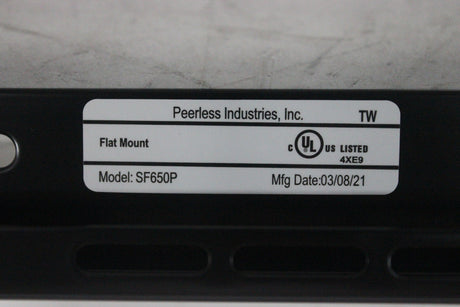 Peerless Industries, Inc. TW
Flat Mount
C UL US LISTED
4XE9
Model: SF650P Mfg Date:03/08/21